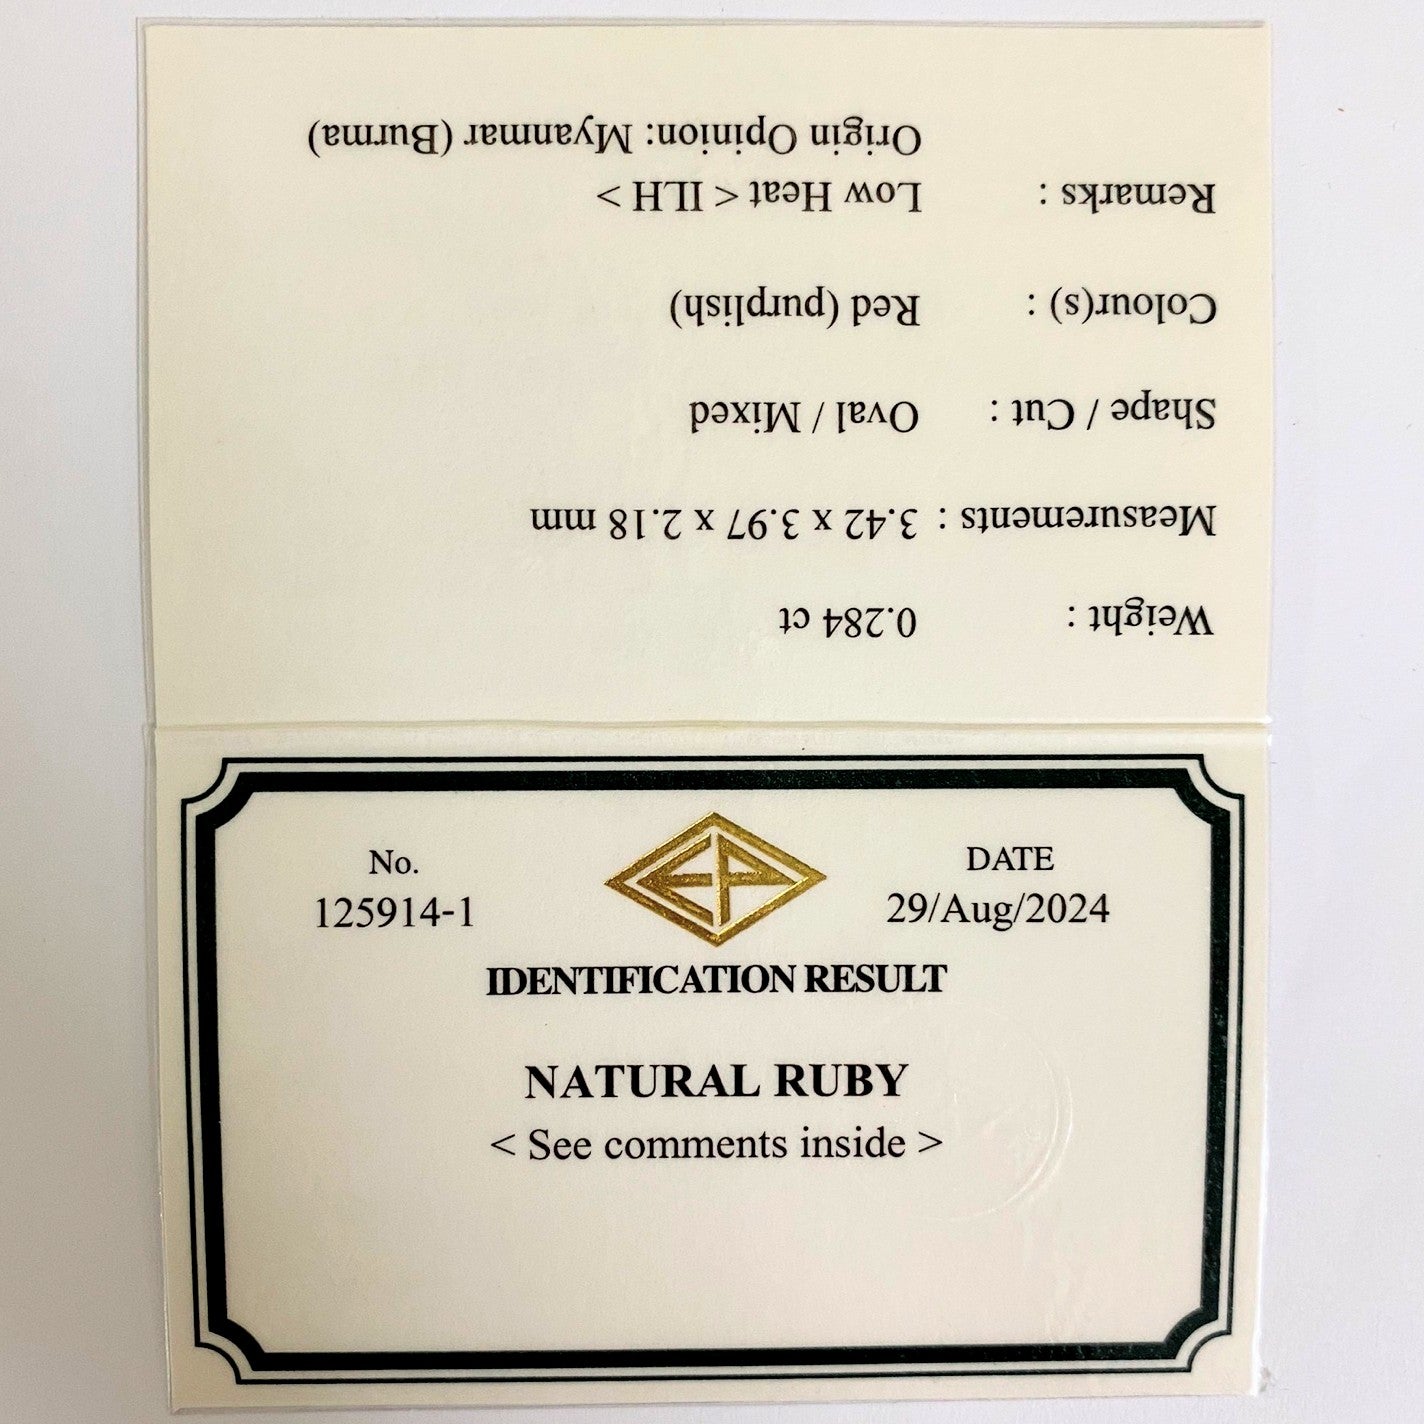 Weight : 0.284 ct
Measurements : 3.42 x 3.97 x 2.18 mm
Shape / Cut : Oval / Mixed
Colour(s) : Red (purplish)
Remarks : Low Heat < ILH >
Origin Opinion: Myanmar (Burma)
No.
125914-1
EP
DATE
29/Aug/2024
IDENTIFICATION RESULT
NATURAL RUBY
< See comments inside >